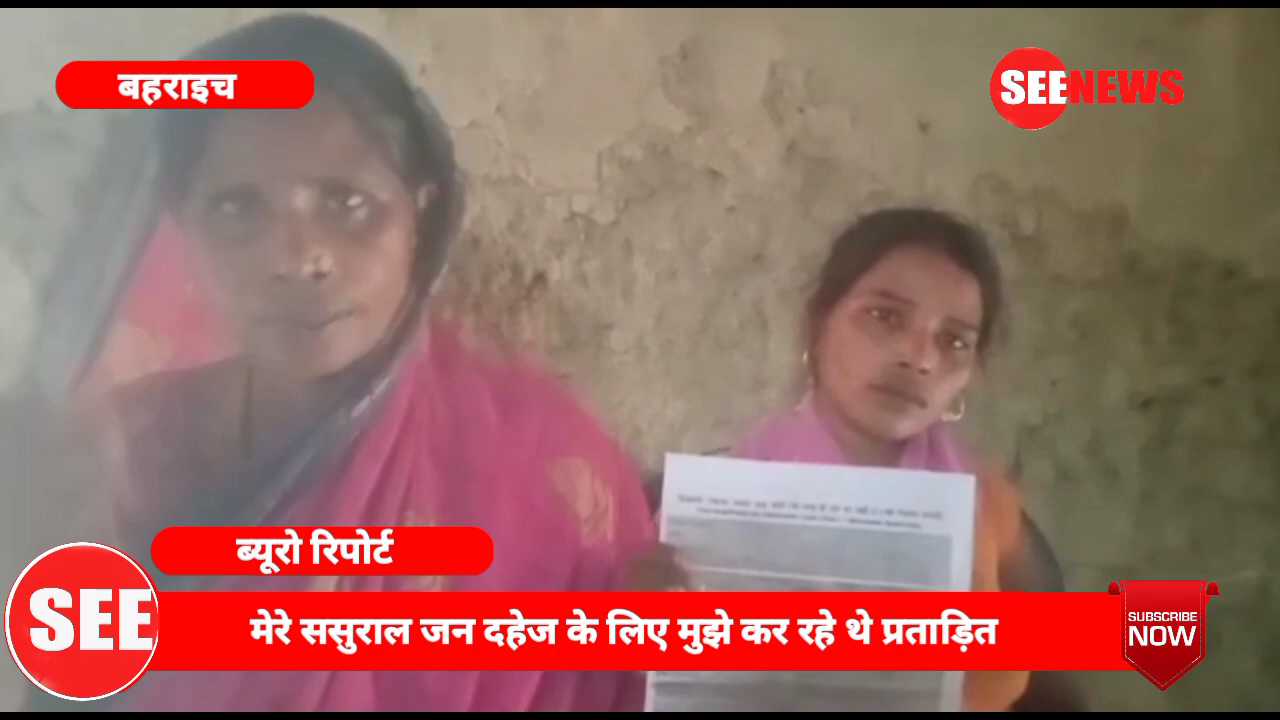 बहराइच
SEENEWS
ब्यूरो रिपोर्ट
SEE
मेरे ससुराल जन दहेज के लिए मुझे कर रहे थे प्रताड़ित
SUBSCRIBE
NOW